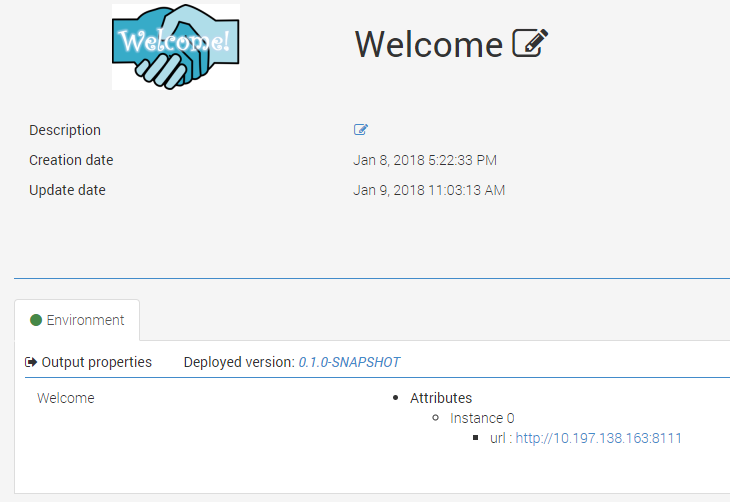 Welcome!
Welcome
Description
Creation date Jan 8, 2018 5:22:33 PM
Update date Jan 9, 2018 11:03:13 AM
Environment
Output properties Deployed version: 0.1.0-SNAPSHOT
Welcome Attributes
Instance 0
url : http://10.197.138.163:8111